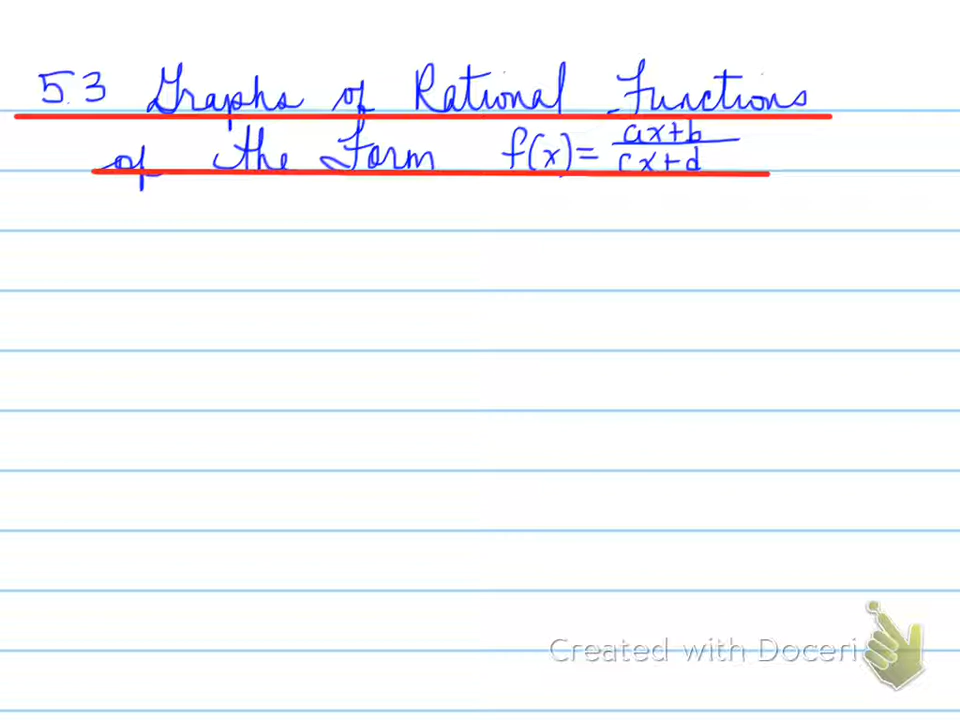 5.3 Graphs of Rational Functions
of the Form f(x)= ax+b / cx+d
Created with Doceri